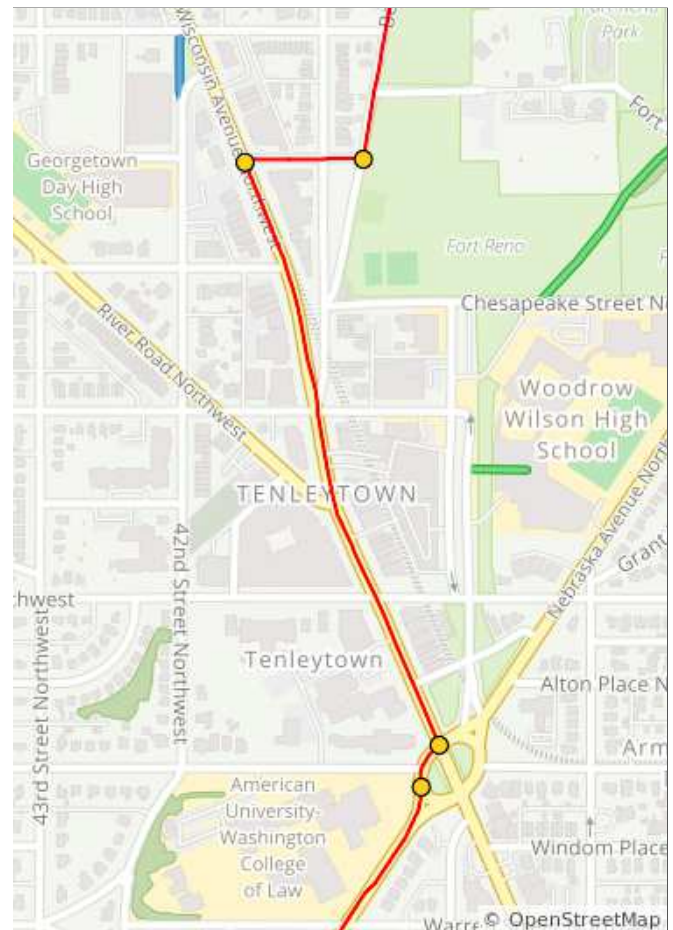 Park
Wisconsin Avenue Northwest
Georgetown
Day High
School
Fort Reno
Chesapeake Street No
River Road Northwest
Woodrow
Wilson High
School
TENLEYTOWN
Nebraska Avenue North
Grant
42nd Street Northwest
hwest
43rd Street Northwest
Tenleytown
Alton Place N
Arm
American
University-
Washington
College
of Law
Windom Place
Warre
© OpenStreetMap